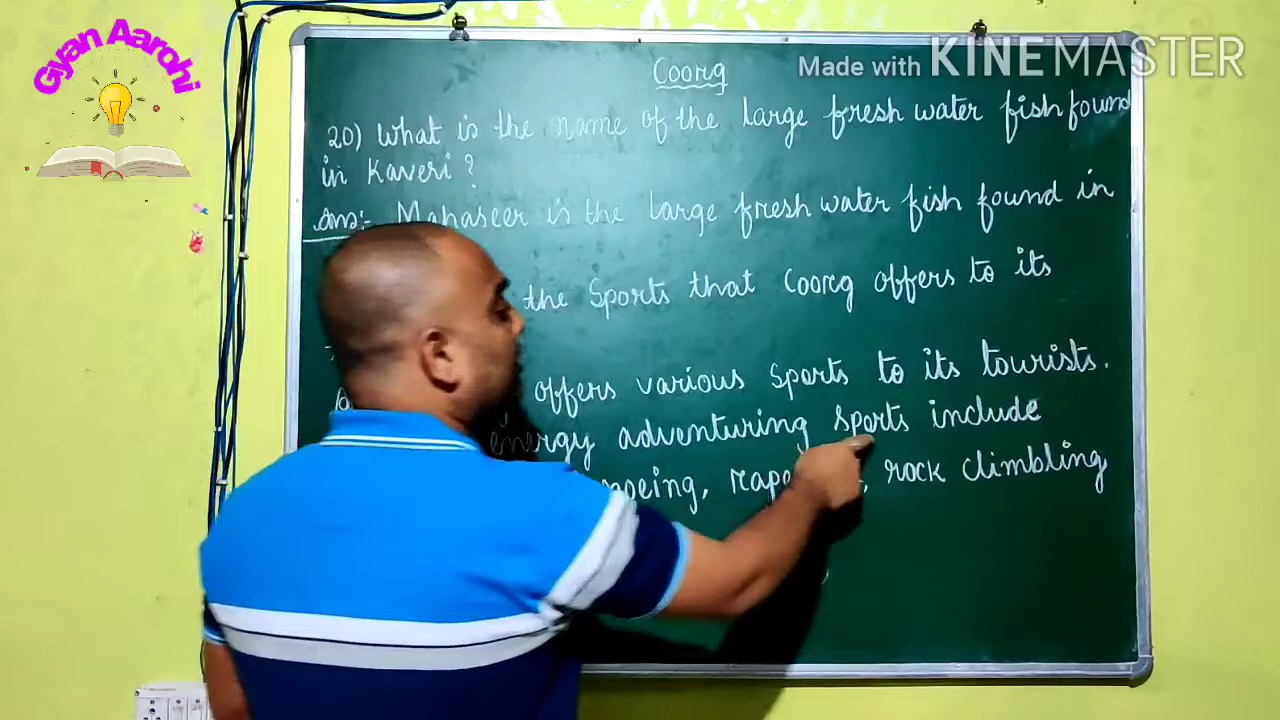 Gyan Aarohi
Made with KINEMASTER
Coorg
20) What is the name of the large fresh water fish found
in Kaveri ?
Ans:- Mahaseer is the large fresh water fish found in
the Sports that Coorg offers to its
offers various Sports to its tourists.
energy adventuring sports include
rock climbling